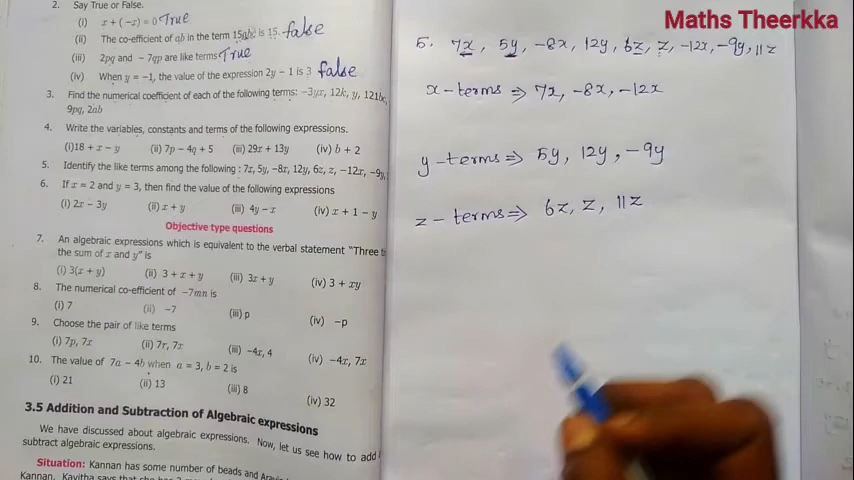 Maths Theerkka
2. Say True or False.
(i) x + (−x) = 0 True
(ii) The co-efficient of ab in the term 15abc is 15. false
(iii) 2pq and − 7qp are like terms True
(iv) When y = −1, the value of the expression 2y − 1 is 3 false
3. Find the numerical coefficient of each of the following terms: −3yx, 12k, y, 121bc,
9pq, 2ab
4. Write the variables, constants and terms of the following expressions.
(i)18 + x − y (ii) 7p − 4q + 5 (iii) 29x + 13y (iv) b + 2
5. Identify the like terms among the following : 7x, 5y, −8x, 12y, 6z, z, −12x, −9y,
6. If x = 2 and y = 3, then find the value of the following expressions
(i) 2x − 3y (ii) x + y (iii) 4y − x (iv) x + 1 − y
Objective type questions
7. An algebraic expressions which is equivalent to the verbal statement "Three
the sum of x and y" is
(i) 3(x + y) (ii) 3 + x + y (iii) 3x + y (iv) 3 + xy
8. The numerical co-efficient of −7mn is
(i) 7 (ii) −7 (iii) p (iv) −p
9. Choose the pair of like terms
(i) 7p, 7x (ii) 7r, 7x (iii) −4x, 4 (iv) −4x, 7x
10. The value of 7a − 4b when a = 3, b = 2 is
(i) 21 (ii) 13 (iii) 8 (iv) 32
3.5 Addition and Subtraction of Algebraic expressions
We have discussed about algebraic expressions. Now, let us see how to add
subtract algebraic expressions.
Situation: Kannan has some number of beads and
Kannan. Kavitha says that she has
5. 7x, 5y, −8x, 12y, 6z, z, −12x, −9y, 11z
x − terms ⇒ 7x, −8x, −12x
y − terms ⇒ 5y, 12y, −9y
z − terms ⇒ 6z, z, 11z